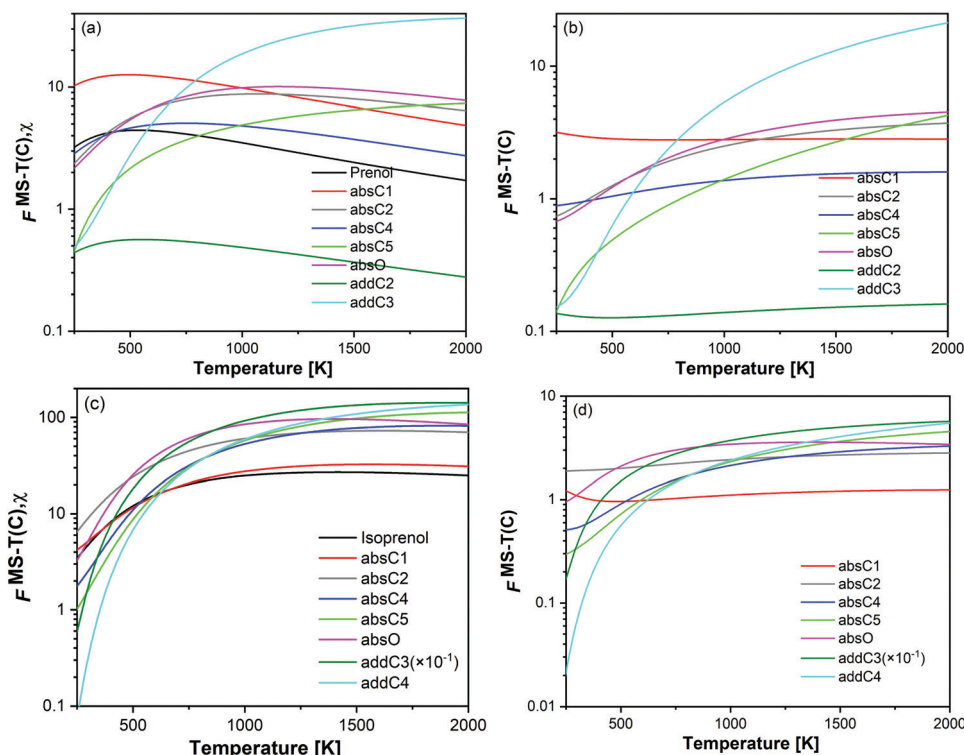 (a)
10
1
0.1
500
1000
1500
2000
Temperature [K]
F MS-T(C),χ
Prenol
absC1
absC2
absC4
absC5
absO
addC2
addC3
(b)
10
1
0.1
500
1000
1500
2000
Temperature [K]
F MS-T(C)
absC1
absC2
absC4
absC5
absO
addC2
addC3
(c)
100
10
1
0.1
500
1000
1500
2000
Temperature [K]
F MS-T(C),χ
Isoprenol
absC1
absC2
absC4
absC5
absO
addC3(×10⁻¹)
addC4
(d)
10
1
0.1
0.01
500
1000
1500
2000
Temperature [K]
F MS-T(C)
absC1
absC2
absC4
absC5
absO
addC3(×10⁻¹)
addC4